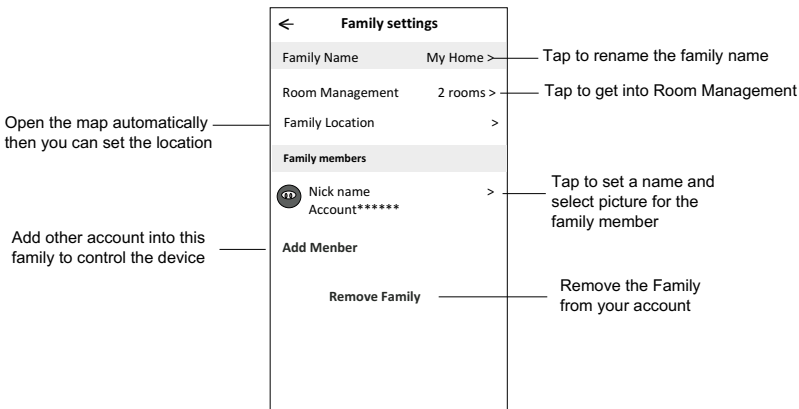 ← Family settings
Family Name My Home >
Tap to rename the family name
Room Management 2 rooms >
Tap to get into Room Management
Open the map automatically
then you can set the location
Family Location >
Family members
Nick name >
Account******
Tap to set a name and
select picture for the
family member
Add other account into this
family to control the device
Add Menber
Remove Family
Remove the Family
from your account